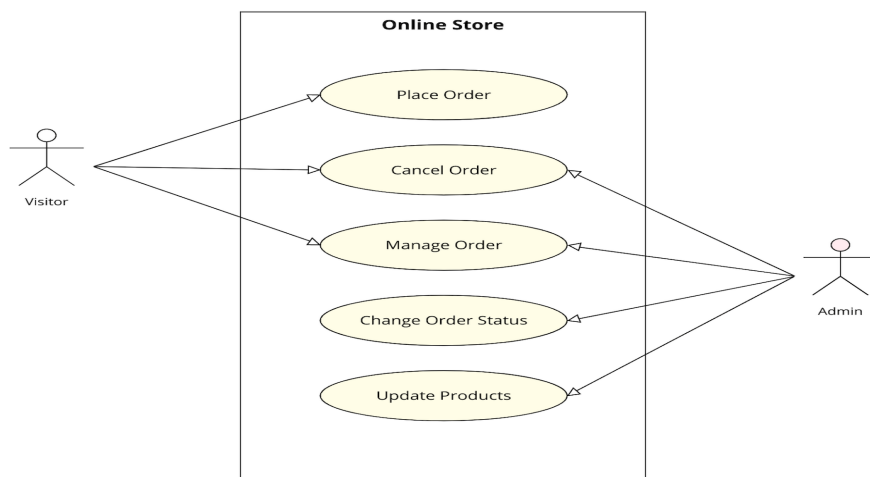 Online Store
Place Order
Cancel Order
Visitor
Manage Order
Admin
Change Order Status
Update Products